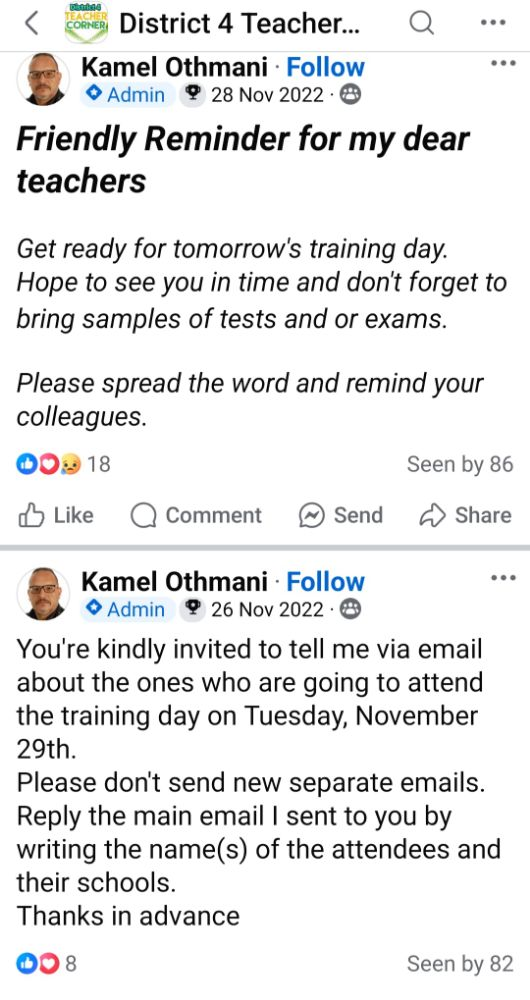 District 4 Teacher...
District 4
TEACHER
CORNER
Kamel Othmani · Follow
Admin 28 Nov 2022 ·
Friendly Reminder for my dear
teachers
Get ready for tomorrow's training day.
Hope to see you in time and don't forget to
bring samples of tests and or exams.
Please spread the word and remind your
colleagues.
18 Seen by 86
Like Comment Send Share
Kamel Othmani · Follow
Admin 26 Nov 2022 ·
You're kindly invited to tell me via email
about the ones who are going to attend
the training day on Tuesday, November
29th.
Please don't send new separate emails.
Reply the main email I sent to you by
writing the name(s) of the attendees and
their schools.
Thanks in advance
8 Seen by 82